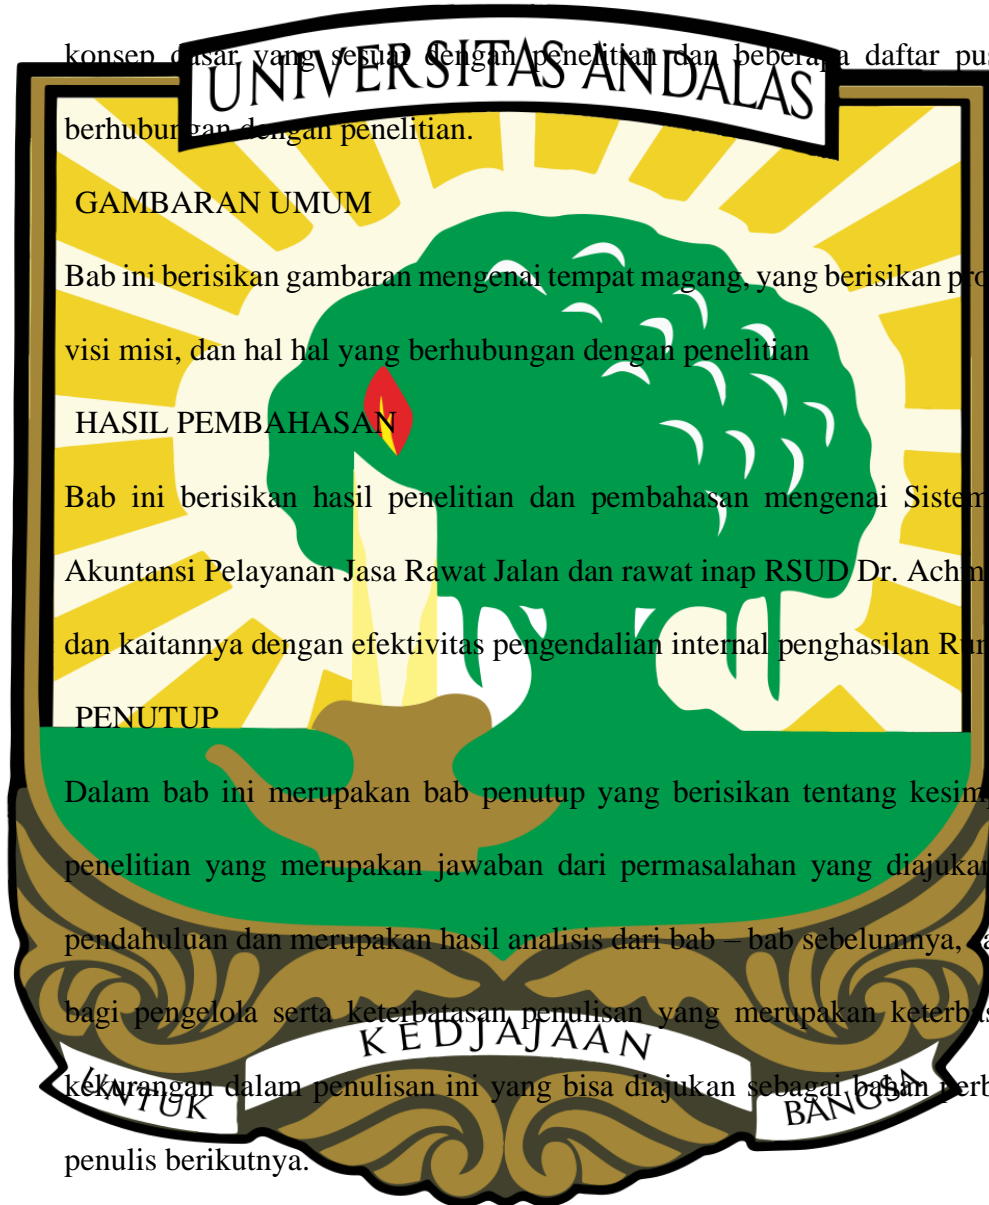 UNIVERSITAS ANDALAS
konsep dasar yang sesuai dengan penelitian dan beberapa daftar pus
berhubungan dengan penelitian.
GAMBARAN UMUM
Bab ini berisikan gambaran mengenai tempat magang, yang berisikan pro
visi misi, dan hal hal yang berhubungan dengan penelitian
HASIL PEMBAHASAN
Bab ini berisikan hasil penelitian dan pembahasan mengenai Sistem
Akuntansi Pelayanan Jasa Rawat Jalan dan rawat inap RSUD Dr. Achm
dan kaitannya dengan efektivitas pengendalian internal penghasilan Rum
PENUTUP
Dalam bab ini merupakan bab penutup yang berisikan tentang kesimp
penelitian yang merupakan jawaban dari permasalahan yang diajukan
pendahuluan dan merupakan hasil analisis dari bab – bab sebelumnya,
bagi pengelola serta keterbatasan penulisan yang merupakan keterbas
kekurangan dalam penulisan ini yang bisa diajukan sebagai bahan perb
penulis berikutnya.
UNTUK KEDJAJAAN BANGSA